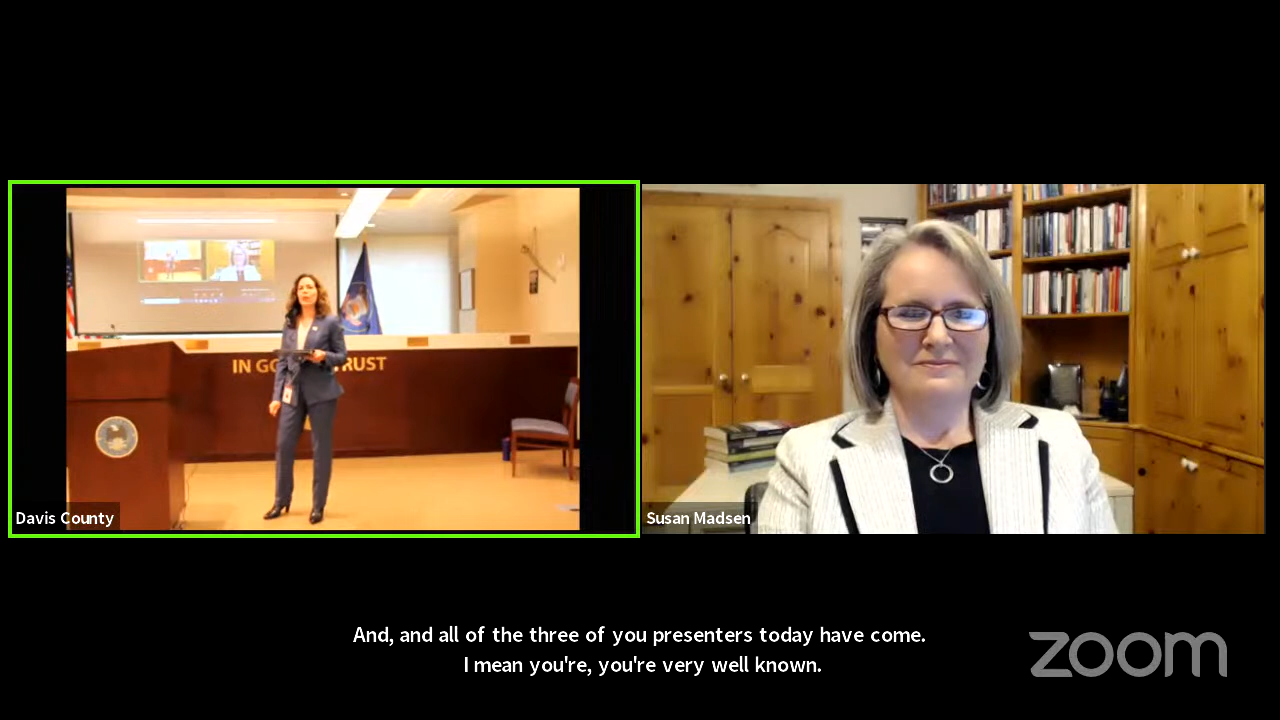 IN GO
RUST
Davis County
Susan Madsen
And, and all of the three of you presenters today have come.
I mean you're, you're very well known.
zoom